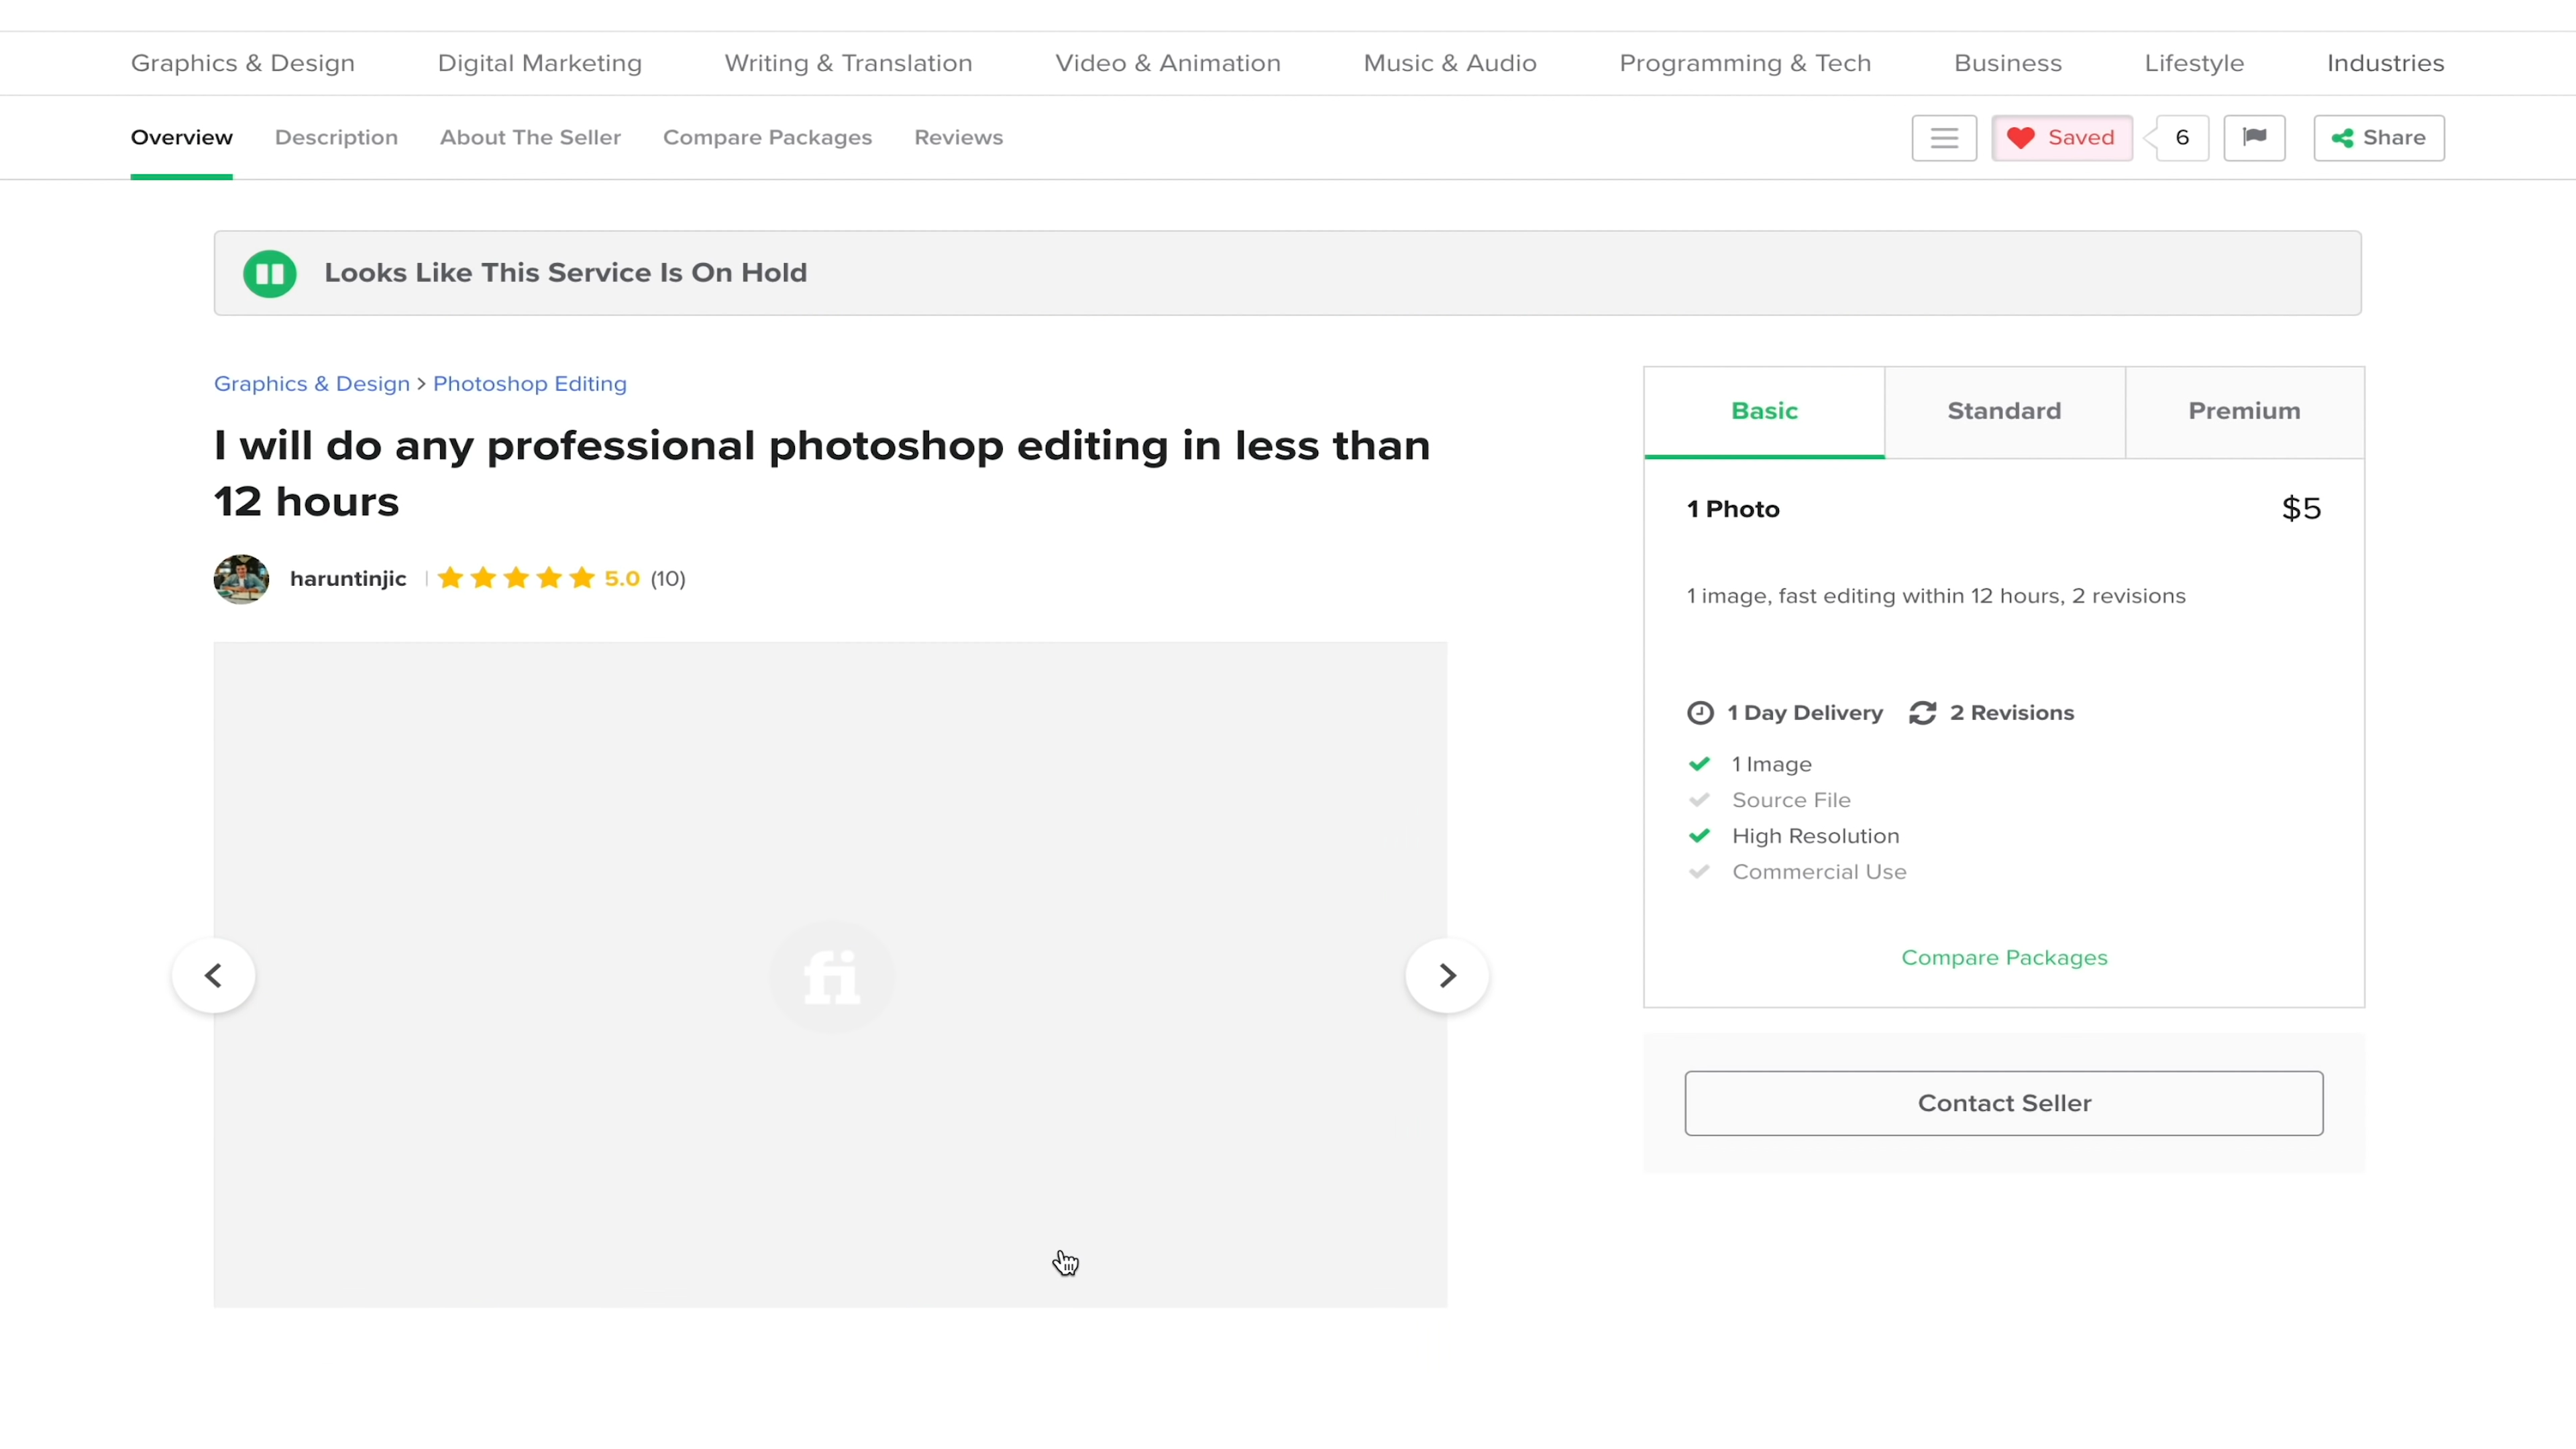 Graphics & Design Digital Marketing Writing & Translation Video & Animation Music & Audio Programming & Tech Business Lifestyle Industries
Overview Description About The Seller Compare Packages Reviews Saved 6 Share
Looks Like This Service Is On Hold
Graphics & Design > Photoshop Editing
I will do any professional photoshop editing in less than
12 hours
haruntinjic | 5.0 (10)
fi
Basic Standard Premium
1 Photo $5
1 image, fast editing within 12 hours, 2 revisions
1 Day Delivery 2 Revisions
1 Image
Source File
High Resolution
Commercial Use
Compare Packages
Contact Seller